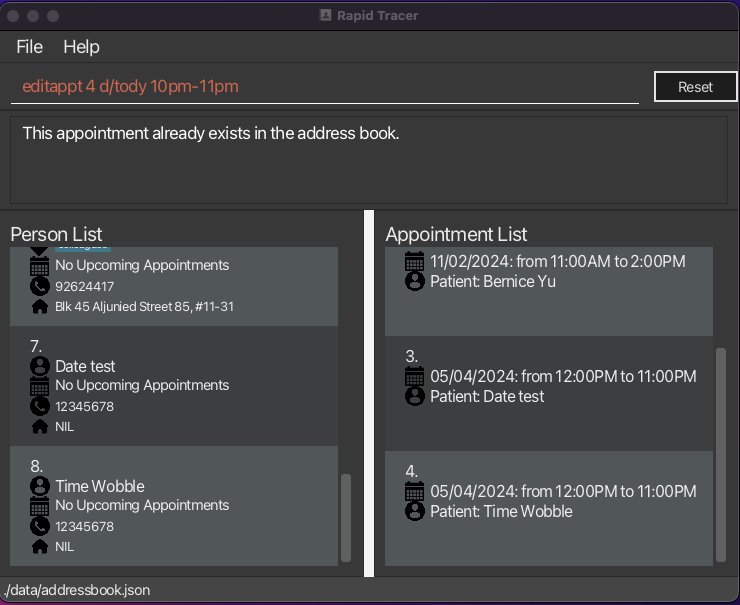 Rapid Tracer
File Help
editappt 4 d/tody 10pm-11pm
Reset
This appointment already exists in the address book.
Person List
No Upcoming Appointments
92624417
Blk 45 Aljunied Street 85, #11-31
7.
Date test
No Upcoming Appointments
12345678
NIL
8.
Time Wobble
No Upcoming Appointments
12345678
NIL
Appointment List
11/02/2024: from 11:00AM to 2:00PM
Patient: Bernice Yu
3.
05/04/2024: from 12:00PM to 11:00PM
Patient: Date test
4.
05/04/2024: from 12:00PM to 11:00PM
Patient: Time Wobble
./data/addressbook.json